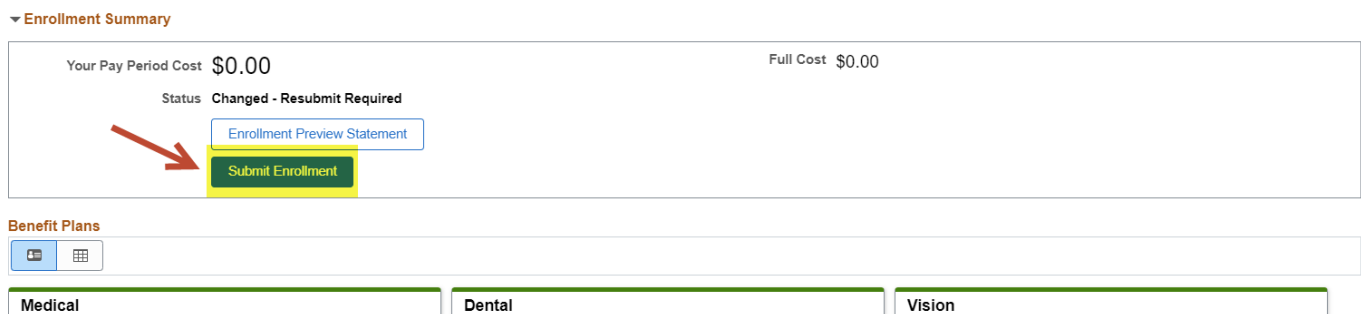 Enrollment Summary
Your Pay Period Cost $0.00
Full Cost $0.00
Status Changed - Resubmit Required
Enrollment Preview Statement
Submit Enrollment
Benefit Plans
Medical
Dental
Vision